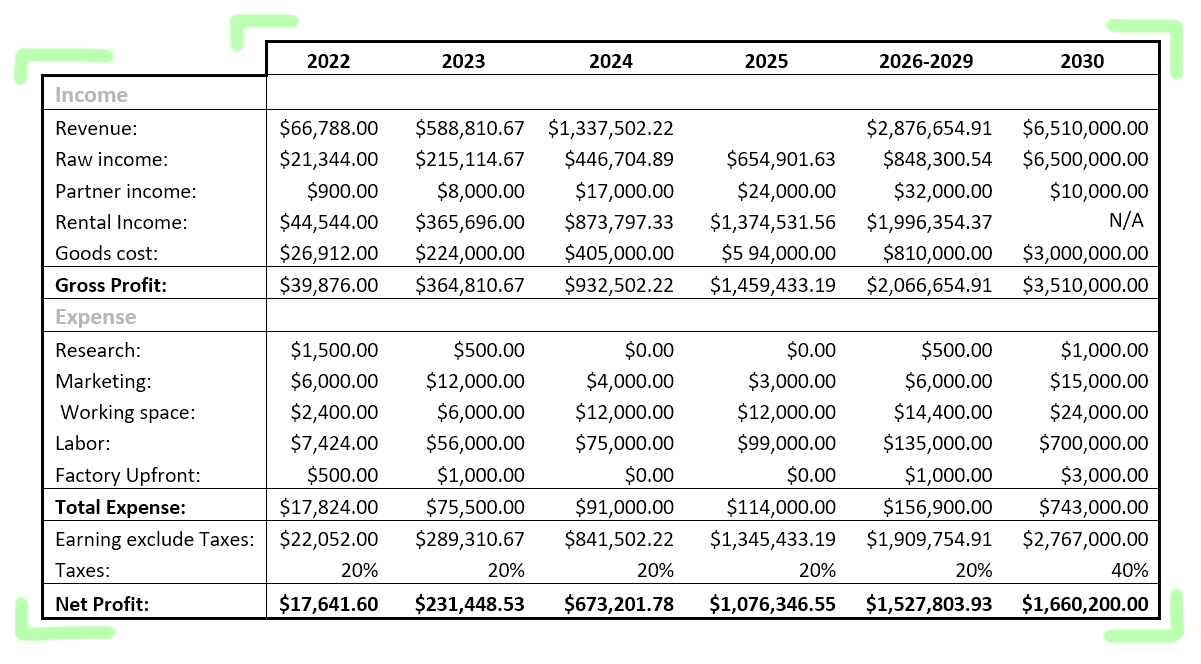 2022 2023 2024 2025 2026-2029 2030
Income
Revenue: $66,788.00 $588,810.67 $1,337,502.22 $2,876,654.91 $6,510,000.00
Raw income: $21,344.00 $215,114.67 $446,704.89 $654,901.63 $848,300.54 $6,500,000.00
Partner income: $900.00 $8,000.00 $17,000.00 $24,000.00 $32,000.00 $10,000.00
Rental Income: $44,544.00 $365,696.00 $873,797.33 $1,374,531.56 $1,996,354.37 N/A
Goods cost: $26,912.00 $224,000.00 $405,000.00 $5 94,000.00 $810,000.00 $3,000,000.00
Gross Profit: $39,876.00 $364,810.67 $932,502.22 $1,459,433.19 $2,066,654.91 $3,510,000.00
Expense
Research: $1,500.00 $500.00 $0.00 $0.00 $500.00 $1,000.00
Marketing: $6,000.00 $12,000.00 $4,000.00 $3,000.00 $6,000.00 $15,000.00
Working space: $2,400.00 $6,000.00 $12,000.00 $12,000.00 $14,400.00 $24,000.00
Labor: $7,424.00 $56,000.00 $75,000.00 $99,000.00 $135,000.00 $700,000.00
Factory Upfront: $500.00 $1,000.00 $0.00 $0.00 $1,000.00 $3,000.00
Total Expense: $17,824.00 $75,500.00 $91,000.00 $114,000.00 $156,900.00 $743,000.00
Earning exclude Taxes: $22,052.00 $289,310.67 $841,502.22 $1,345,433.19 $1,909,754.91 $2,767,000.00
Taxes: 20% 20% 20% 20% 20% 40%
Net Profit: $17,641.60 $231,448.53 $673,201.78 $1,076,346.55 $1,527,803.93 $1,660,200.00